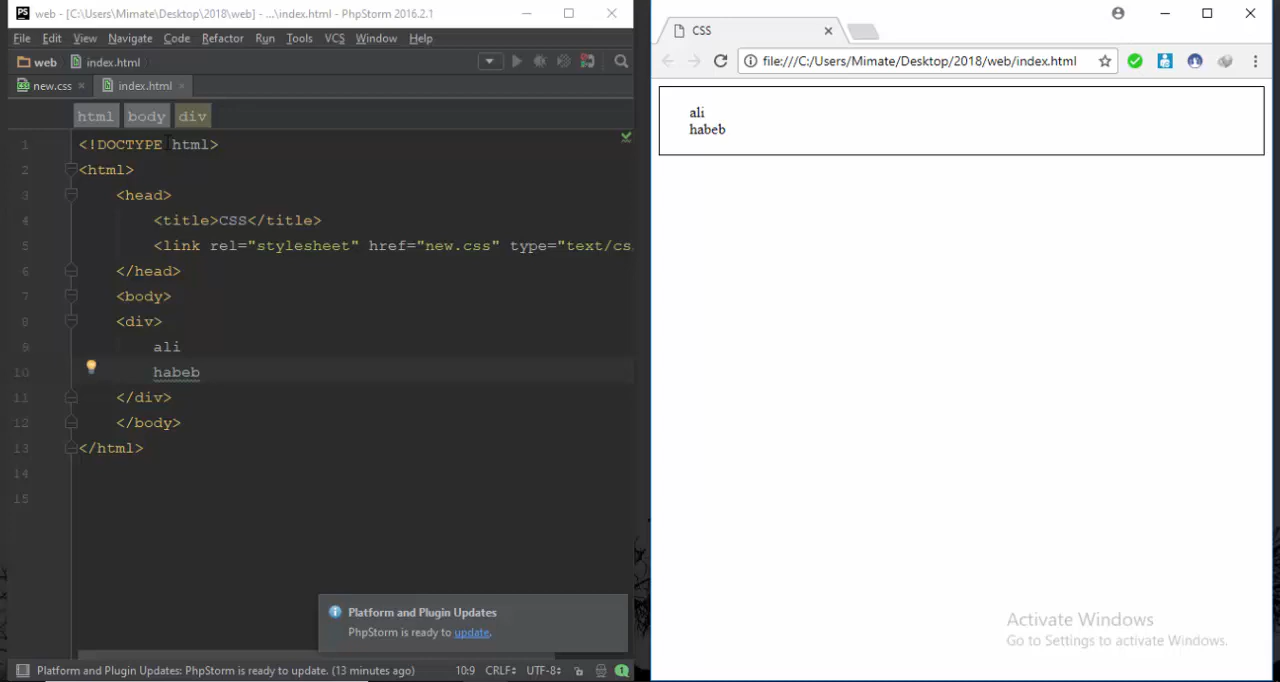 web - [C:\Users\Mimate\Desktop\2018\web] - ...\index.html - PhpStorm 2016.2.1
File Edit View Navigate Code Refactor Run Tools VCS Window Help
web index.html
new.css index.html
html body div
1 <!DOCTYPE html>
2 <html>
3 <head>
4 <title>CSS</title>
5 <link rel="stylesheet" href="new.css" type="text/cs
6 </head>
7 <body>
8 <div>
9 ali
10 habeb
11 </div>
12 </body>
13 </html>
14
15
Platform and Plugin Updates
PhpStorm is ready to update.
Platform and Plugin Updates: PhpStorm is ready to update. (13 minutes ago) 10:9 CRLF UTF-8 1
CSS
file:///C:/Users/Mimate/Desktop/2018/web/index.html
ali
habeb
Activate Windows
Go to Settings to activate Windows.